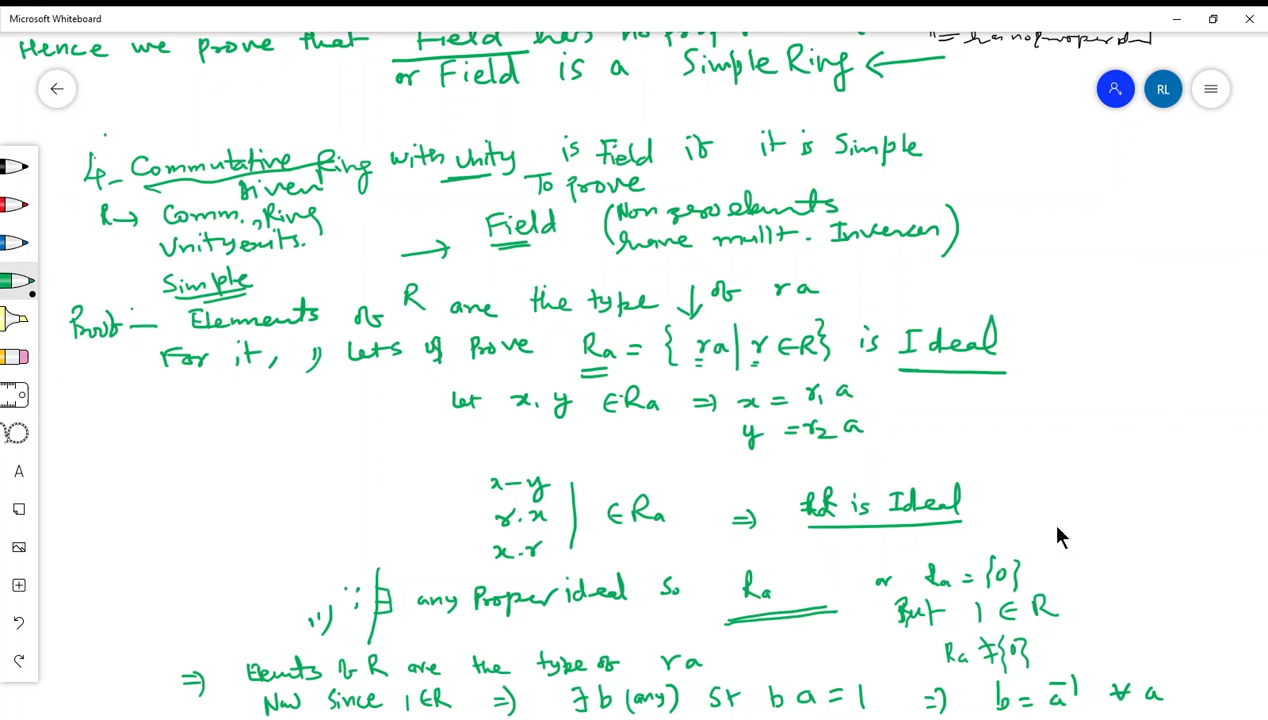 Microsoft Whiteboard
Hence we prove that Field has no prop
or Field is a Simple Ring ←
RL
4- Commutative Ring with unity is Field if it is Simple
Given To prove
R → Comm. Ring, → Field (Non zero elemts
Unity exits. have mult. Inverses)
Simple
Proof:- Elements of R are the type ↓ of ra
For it, ,, lets us prove Ra = { ra | r ∈ R} is Ideal
Let x, y ∈ Ra ⇒ x = r1 a
y = r2 a
x - y
r.x ∈ Ra ⇒ is Ideal
x.r
∵ ∄ any Proper ideal So Ra or Ra = {0}
But 1 ∈ R
Ra ≠ {0}
⇒ Elemts of R are the type of ra
Now since 1 ∈ R ⇒ ∃ b (any) st b a = 1 ⇒ b = a⁻¹ ∀ a
A